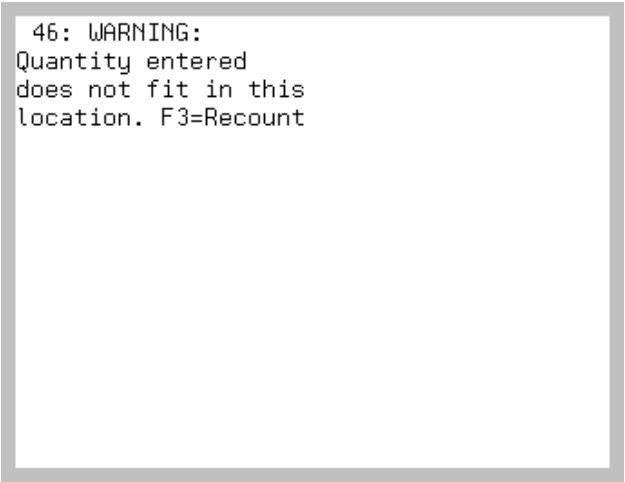 46: WARNING:
Quantity entered
does not fit in this
location. F3=Recount